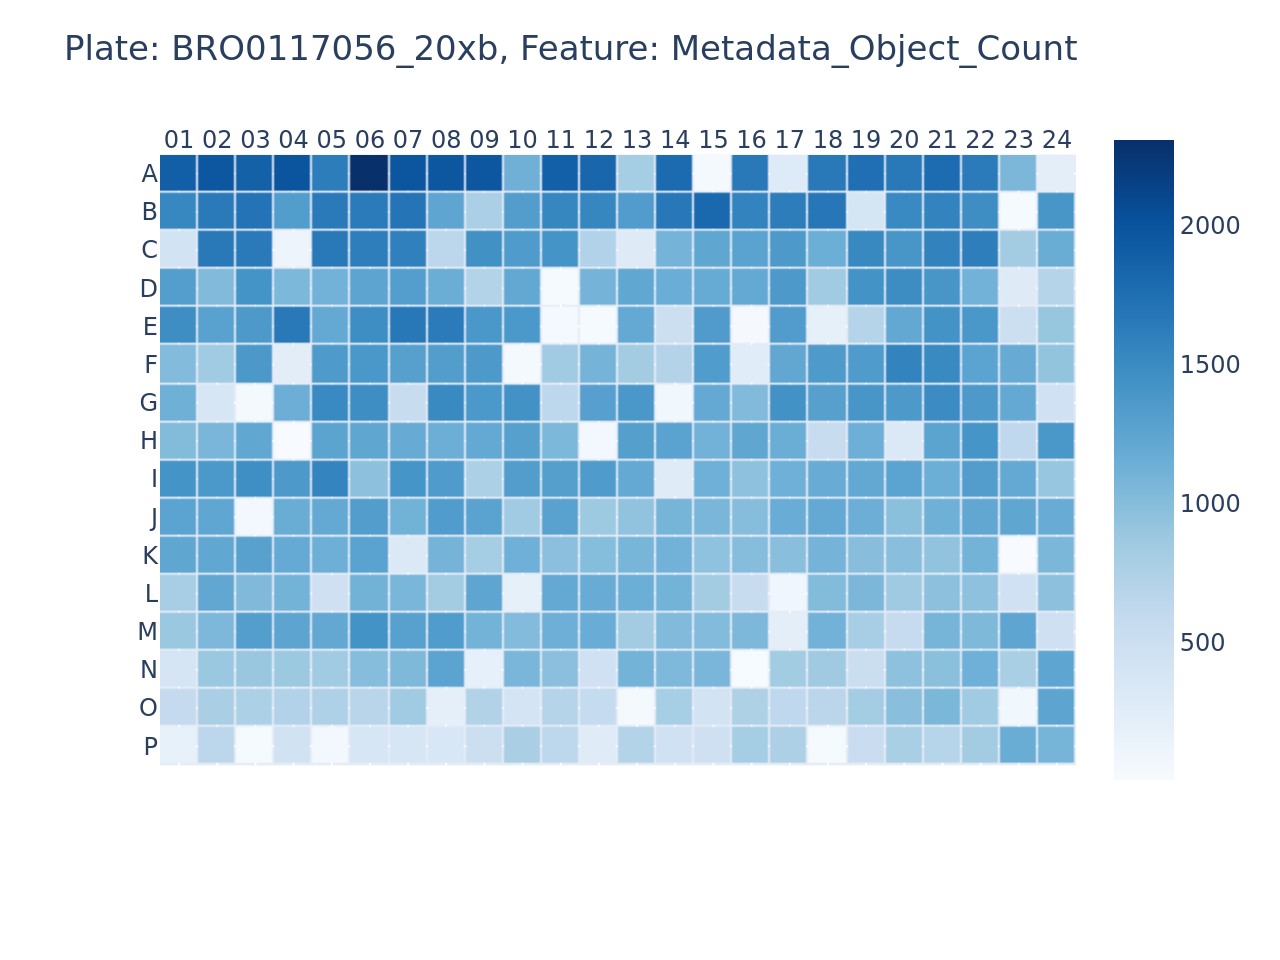 Plate: BRO0117056_20xb, Feature: Metadata_Object_Count
01 02 03 04 05 06 07 08 09 10 11 12 13 14 15 16 17 18 19 20 21 22 23 24
A
B
C
D
E
F
G
H
I
J
K
L
M
N
O
P
2000
1500
1000
500